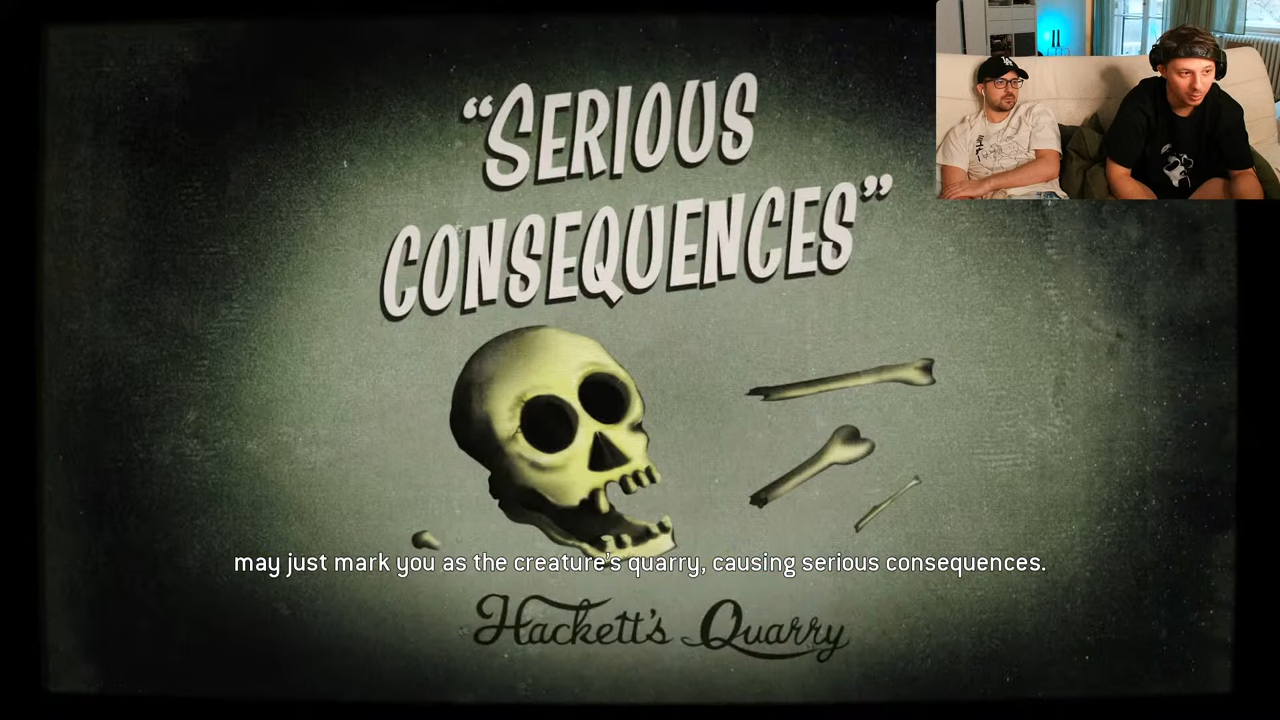 “SERIOUS
CONSEQUENCES”
may just mark you as the creature's quarry, causing serious consequences.
Hackett's Quarry